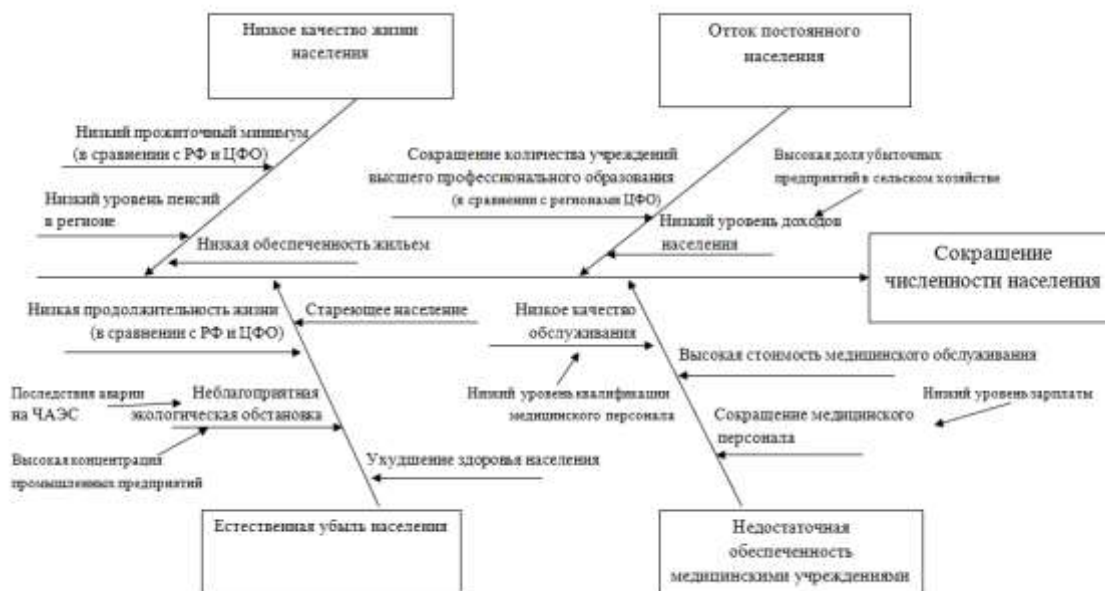 Низкое качество жизни
населения
Отток постоянного
населения
Низкий прожиточный минимум
(в сравнении с РФ и ЦФО)
Низкий уровень пенсий
в регионе
Низкая обеспеченность жильем
Сокращение количества учреждений
высшего профессионального образования
(в сравнении с регионами ЦФО)
Высокая доля убыточных
предприятий в сельском хозяйстве
Низкий уровень доходов
населения
Сокращение
численности населения
Низкая продолжительность жизни
(в сравнении с РФ и ЦФО)
Стареющее население
Последствия аварии
на ЧАЭС
Неблагоприятная
экологическая обстановка
Высокая концентрация
промышленных предприятий
Ухудшение здоровья населения
Низкое качество
обслуживания
Низкий уровень квалификации
медицинского персонала
Высокая стоимость медицинского обслуживания
Низкий уровень зарплаты
Сокращение медицинского
персонала
Естественная убыль населения
Недостаточная
обеспеченность
медицинскими учреждениями